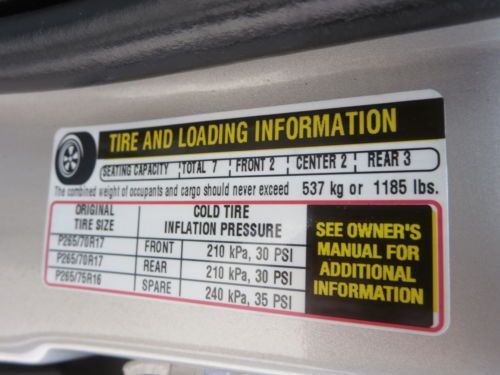 TIRE AND LOADING INFORMATION
SEATING CAPACITY TOTAL 7 FRONT 2 CENTER 2 REAR 3
The combined weight of occupants and cargo should never exceed 537 kg or 1185 lbs.
ORIGINAL TIRE SIZE COLD TIRE INFLATION PRESSURE
P265/70R17 FRONT 210 kPa, 30 PSI
P265/70R17 REAR 210 kPa, 30 PSI
P265/75R16 SPARE 240 kPa, 35 PSI
SEE OWNER'S
MANUAL FOR
ADDITIONAL
INFORMATION